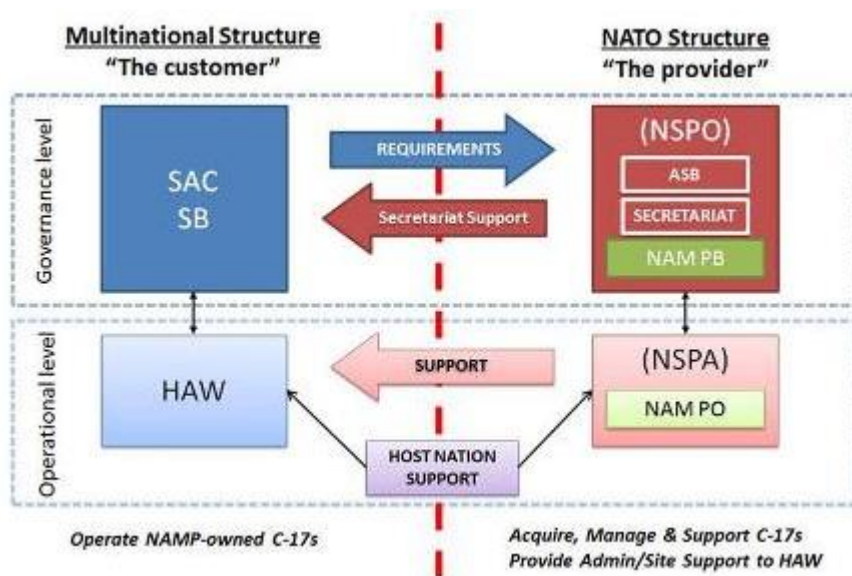 Multinational Structure
"The customer"
NATO Structure
"The provider"
Governance level
SAC
SB
REQUIREMENTS
Secretariat Support
(NSPO)
ASB
SECRETARIAT
NAM PB
Operational level
HAW
SUPPORT
(NSPA)
NAM PO
HOST NATION
SUPPORT
Operate NAMP-owned C-17s
Acquire, Manage & Support C-17s
Provide Admin/Site Support to HAW